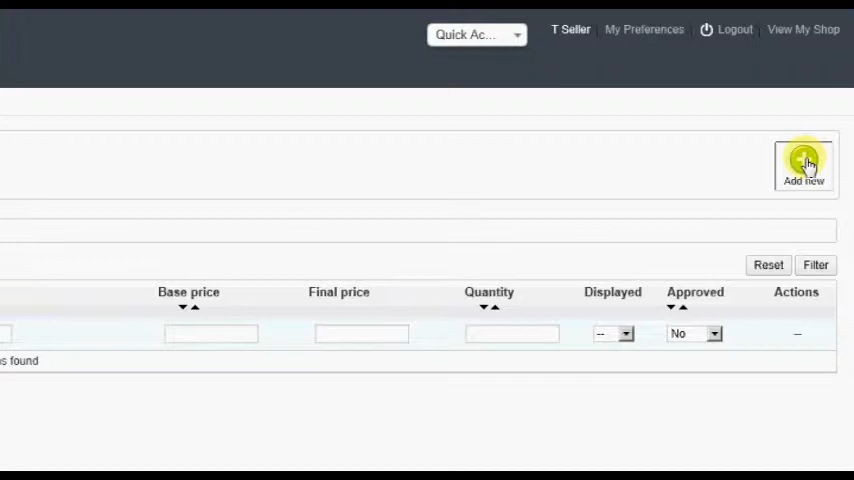 Quick Ac...
T Seller
My Preferences
Logout
View My Shop
Add new
Reset
Filter
Base price
Final price
Quantity
Displayed
Approved
Actions
--
No
--
s found